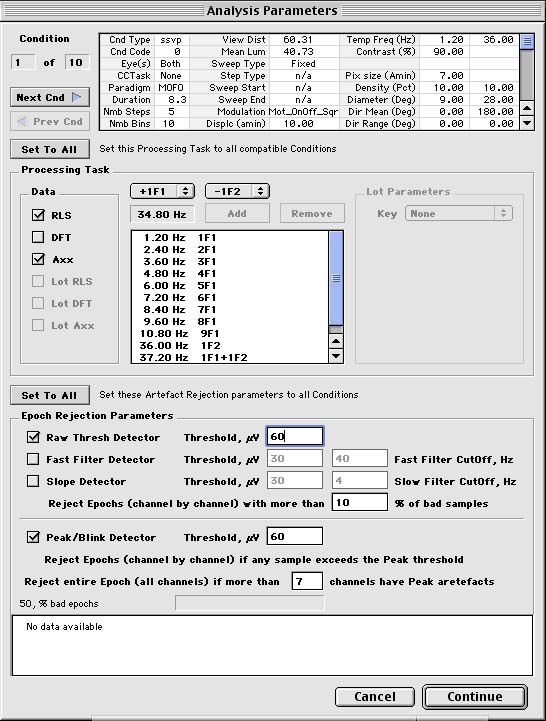 Analysis Parameters
Condition
1 of 10
Next Cnd
Prev Cnd
Cnd Type ssvp View Dist 60.31 Temp Freq (Hz) 1.20 36.00
Cnd Code 0 Mean Lum 40.73 Contrast (%) 90.00
Eye(s) Both Sweep Type Fixed
CCTask None Step Type n/a Pix size (Amin) 7.00
Paradigm MOFO Sweep Start n/a Density (Pct) 10.00 10.00
Duration 8.3 Sweep End n/a Diameter (Deg) 9.00 28.00
Nmb Steps 5 Modulation Mot_OnOff_Sqr Dir Mean (Deg) 0.00 180.00
Nmb Bins 10 Displc (amin) 10.00 Dir Range (Deg) 0.00 0.00
Set To All Set this Processing Task to all compatible Conditions
Processing Task
Data +1F1 -1F2 Lot Parameters
RLS 34.80 Hz Add Remove Key None
DFT
Axx
Lot RLS
Lot DFT
Lot Axx
1.20 Hz 1F1
2.40 Hz 2F1
3.60 Hz 3F1
4.80 Hz 4F1
6.00 Hz 5F1
7.20 Hz 6F1
8.40 Hz 7F1
9.60 Hz 8F1
10.80 Hz 9F1
36.00 Hz 1F2
37.20 Hz 1F1+1F2
Set To All Set these Artefact Rejection parameters to all Conditions
Epoch Rejection Parameters
Raw Thresh Detector Threshold, µV 60
Fast Filter Detector Threshold, µV 30 40 Fast Filter CutOff, Hz
Slope Detector Threshold, µV 30 4 Slow Filter CutOff, Hz
Reject Epochs (channel by channel) with more than 10 % of bad samples
Peak/Blink Detector Threshold, µV 60
Reject Epochs (channel by channel) if any sample exceeds the Peak threshold
Reject entire Epoch (all channels) if more than 7 channels have Peak aretefacts
50, % bad epochs
No data available
Cancel Continue